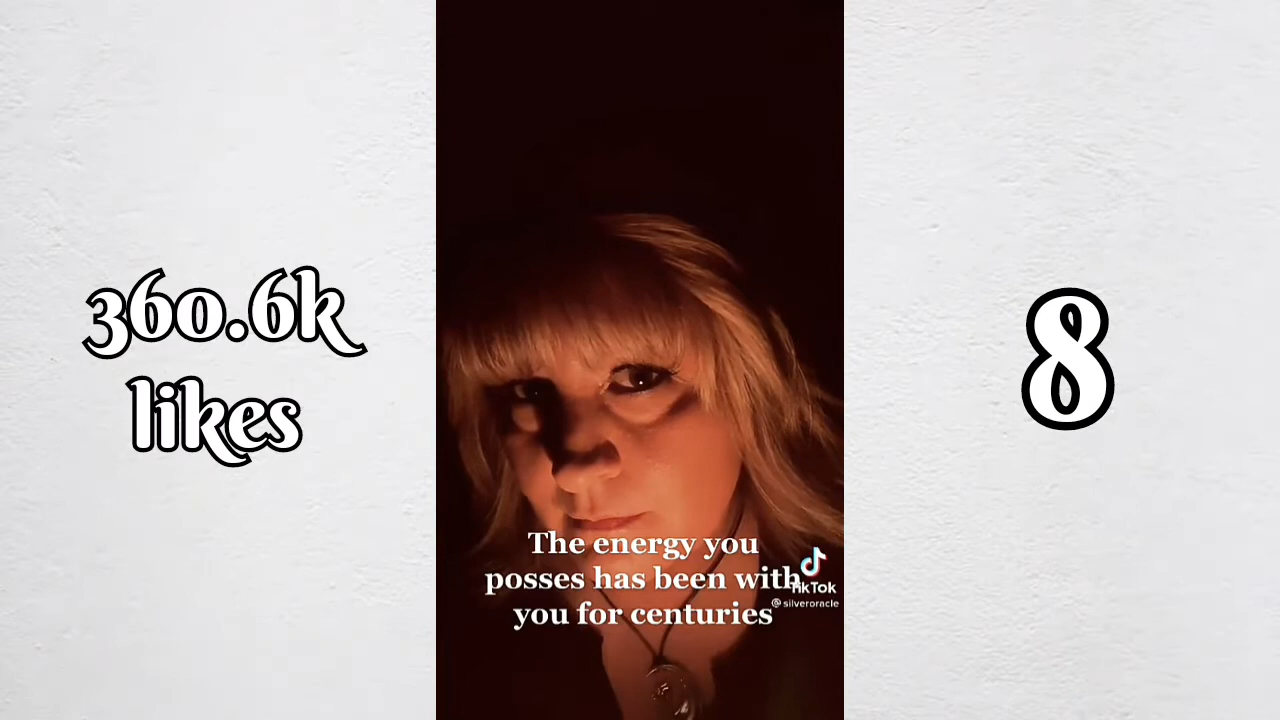 360.6k
likes
The energy you
posses has been with
you for centuries
TikTok
@silveroracle
8